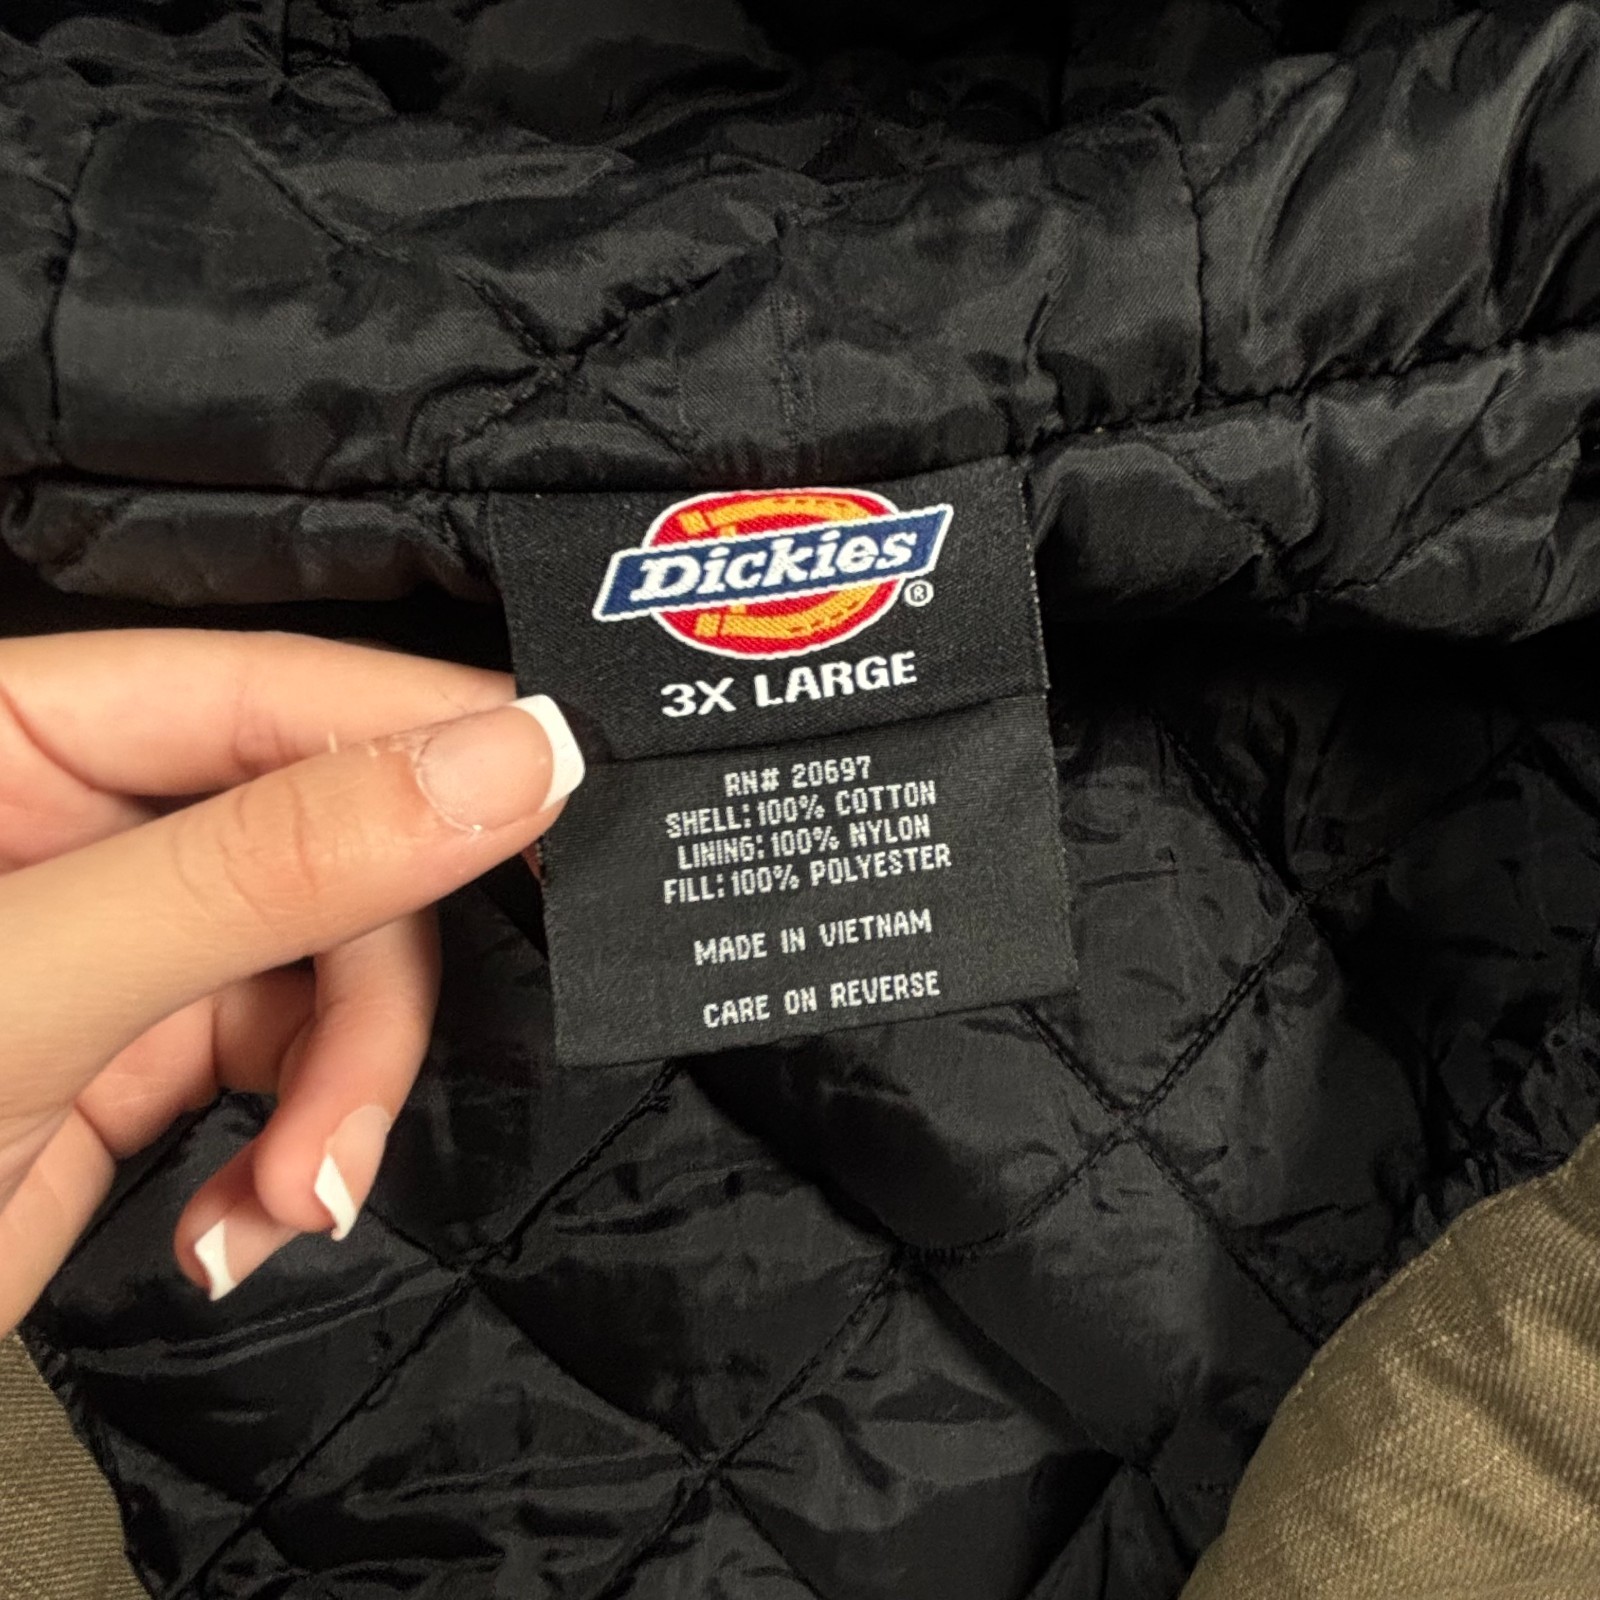 Dickies®
3X LARGE
RN# 20697
SHELL: 100% COTTON
LINING: 100% NYLON
FILL: 100% POLYESTER
MADE IN VIETNAM
CARE ON REVERSE